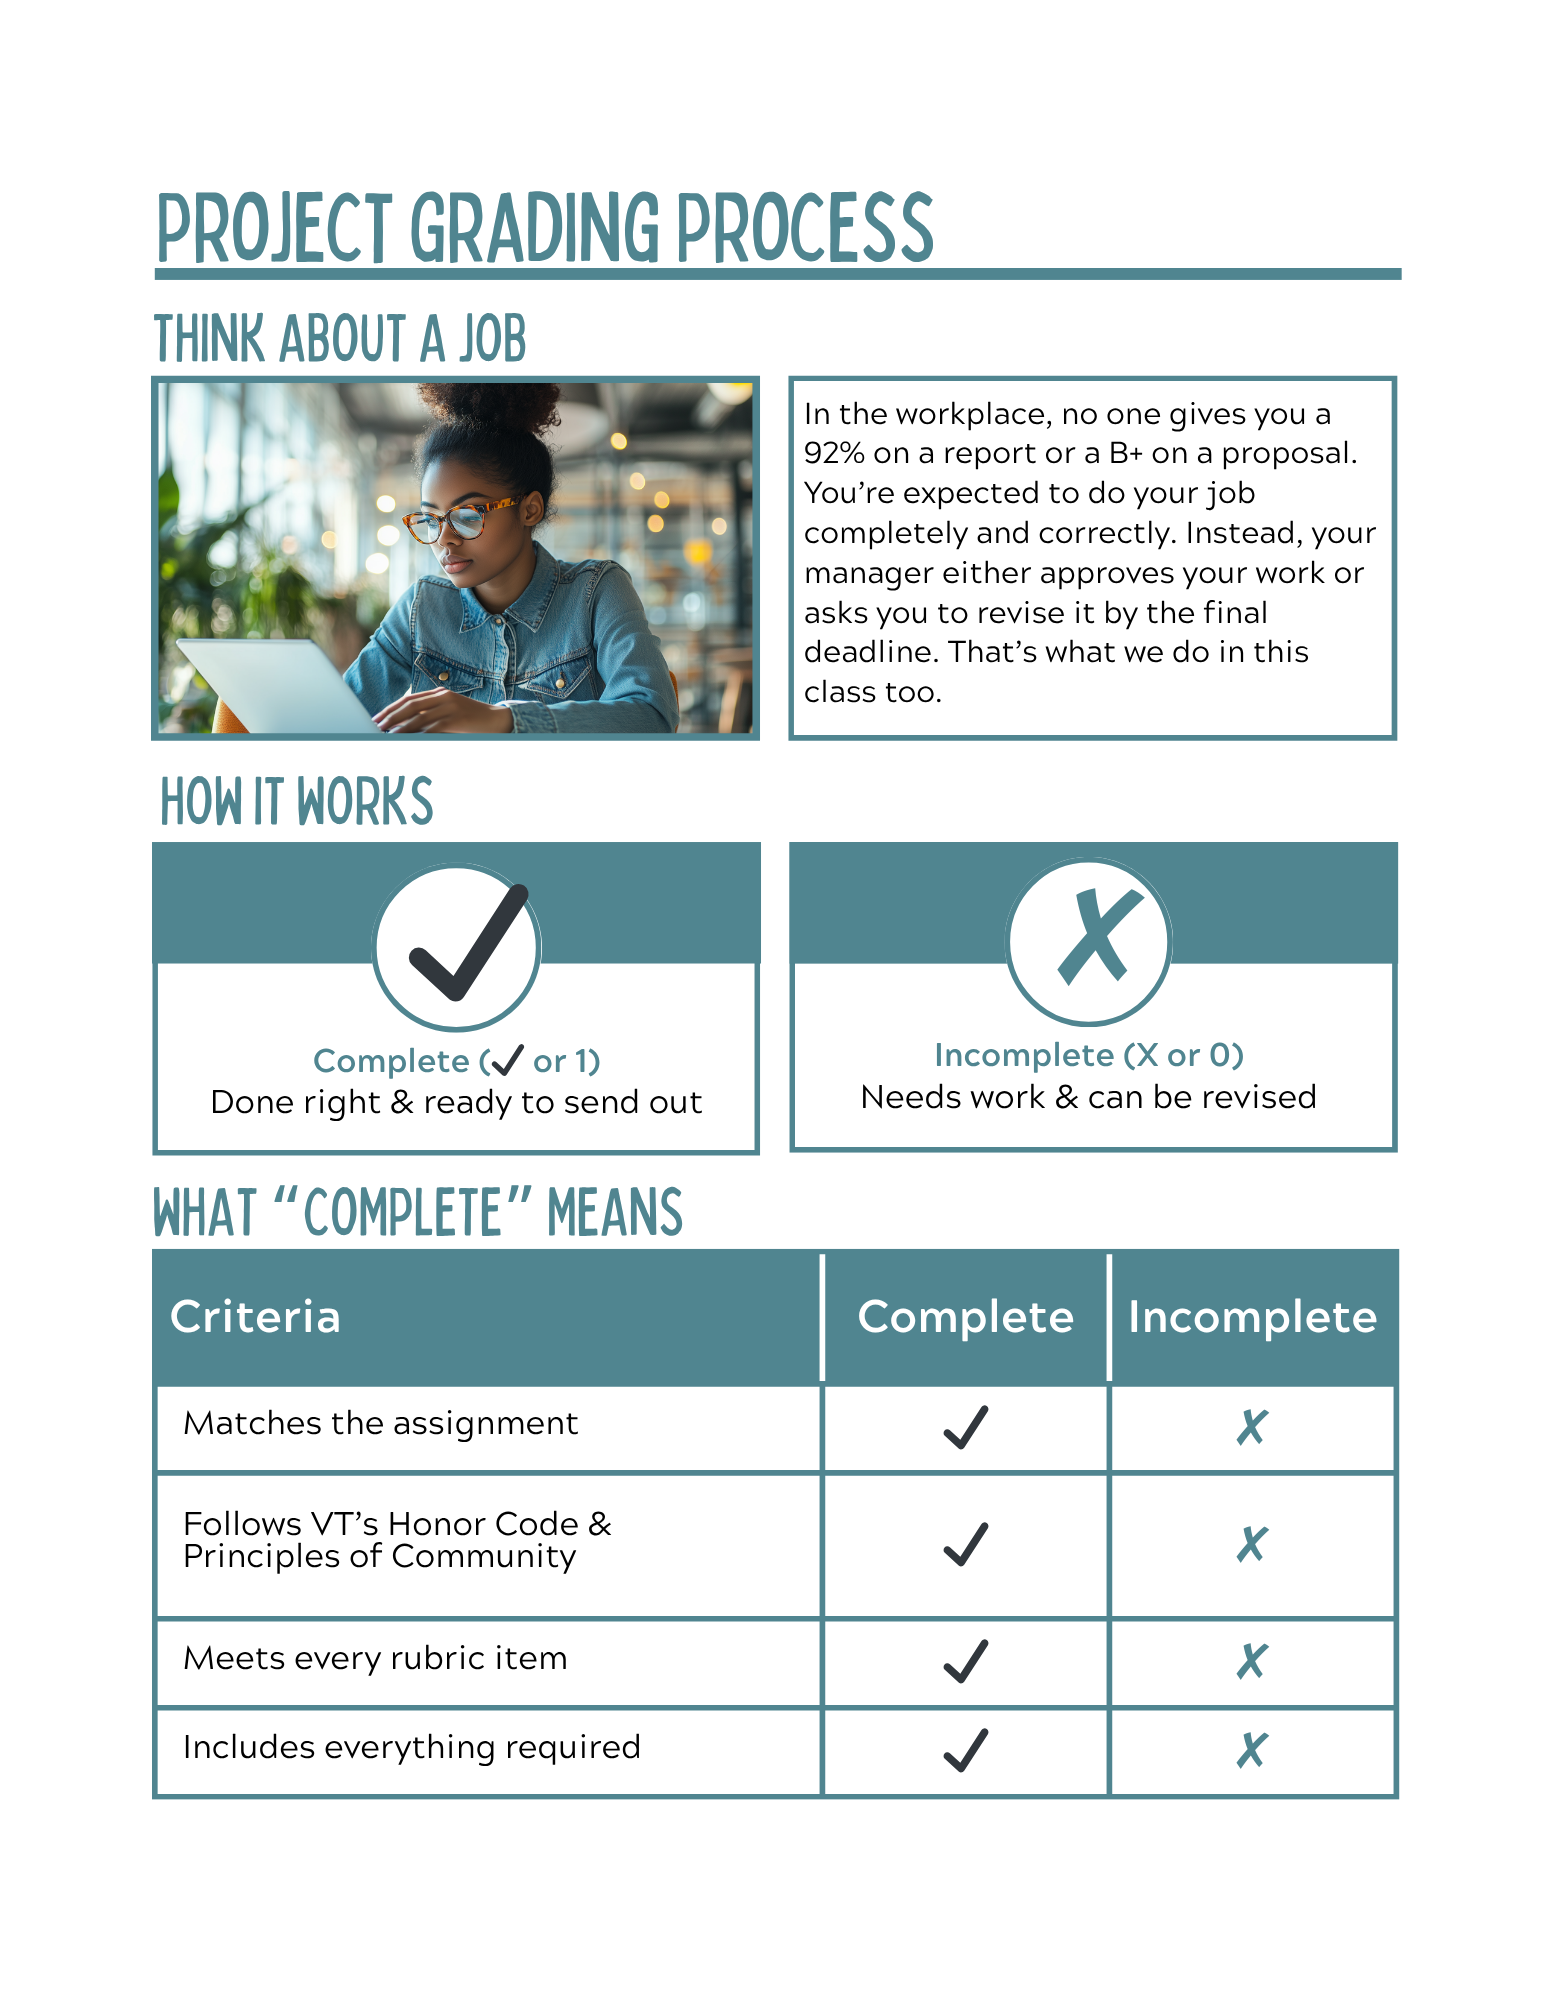 PROJECT GRADING PROCESS
THINK ABOUT A JOB
In the workplace, no one gives you a
92% on a report or a B+ on a proposal.
You’re expected to do your job
completely and correctly. Instead, your
manager either approves your work or
asks you to revise it by the final
deadline. That’s what we do in this
class too.
HOW IT WORKS
Complete (✓ or 1)
Done right & ready to send out
Incomplete (X or 0)
Needs work & can be revised
WHAT “COMPLETE” MEANS
Criteria Complete Incomplete
Matches the assignment ✓ ✗
Follows VT’s Honor Code &
Principles of Community ✓ ✗
Meets every rubric item ✓ ✗
Includes everything required ✓ ✗